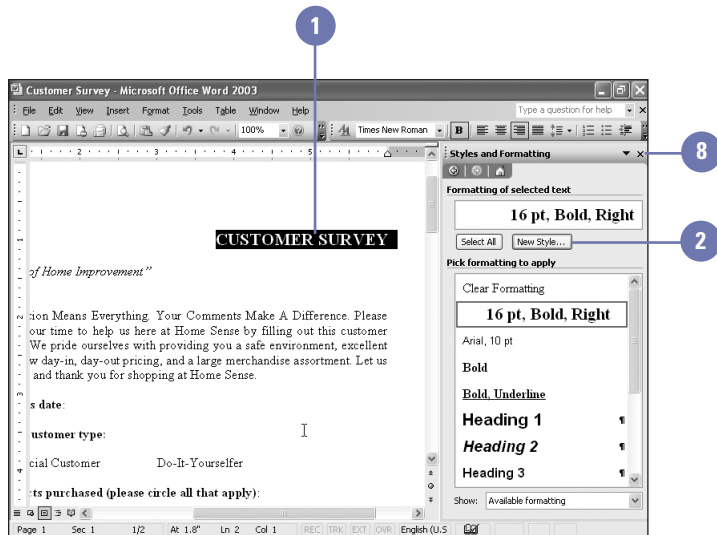 1
Customer Survey - Microsoft Office Word 2003
File Edit View Insert Format Tools Table Window Help Type a question for help
100% Times New Roman B
2 3 4 5
Styles and Formatting
8
Formatting of selected text
16 pt, Bold, Right
Select All New Style...
2
Pick formatting to apply
Clear Formatting
16 pt, Bold, Right
Arial, 10 pt
Bold
Bold, Underline
Heading 1 ¶
Heading 2 ¶
Heading 3 ¶
Show: Available formatting
CUSTOMER SURVEY
of Home Improvement”
tion Means Everything. Your Comments Make A Difference. Please
our time to help us here at Home Sense by filling out this customer
We pride ourselves with providing you a safe environment, excellent
w day-in, day-out pricing, and a large merchandise assortment. Let us
and thank you for shopping at Home Sense.
s date:
ustomer type:
cial Customer Do-It-Yourselfer
ts purchased (please circle all that apply):
Page 1 Sec 1 1/2 At 1.8" Ln 2 Col 1 REC TRK EXT OVR English (U.S